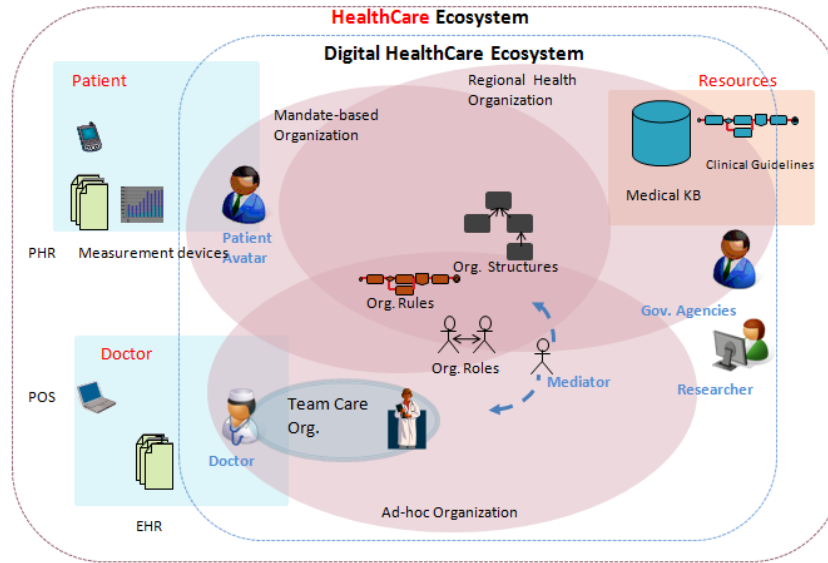 HealthCare Ecosystem
Digital HealthCare Ecosystem
Patient
Regional Health
Organization
Resources
Mandate-based
Organization
Clinical Guidelines
Medical KB
PHR
Measurement devices
Patient
Avatar
Org. Structures
Org. Rules
Gov. Agencies
Doctor
Org. Roles
Mediator
Researcher
POS
Team Care
Org.
Doctor
Ad-hoc Organization
EHR